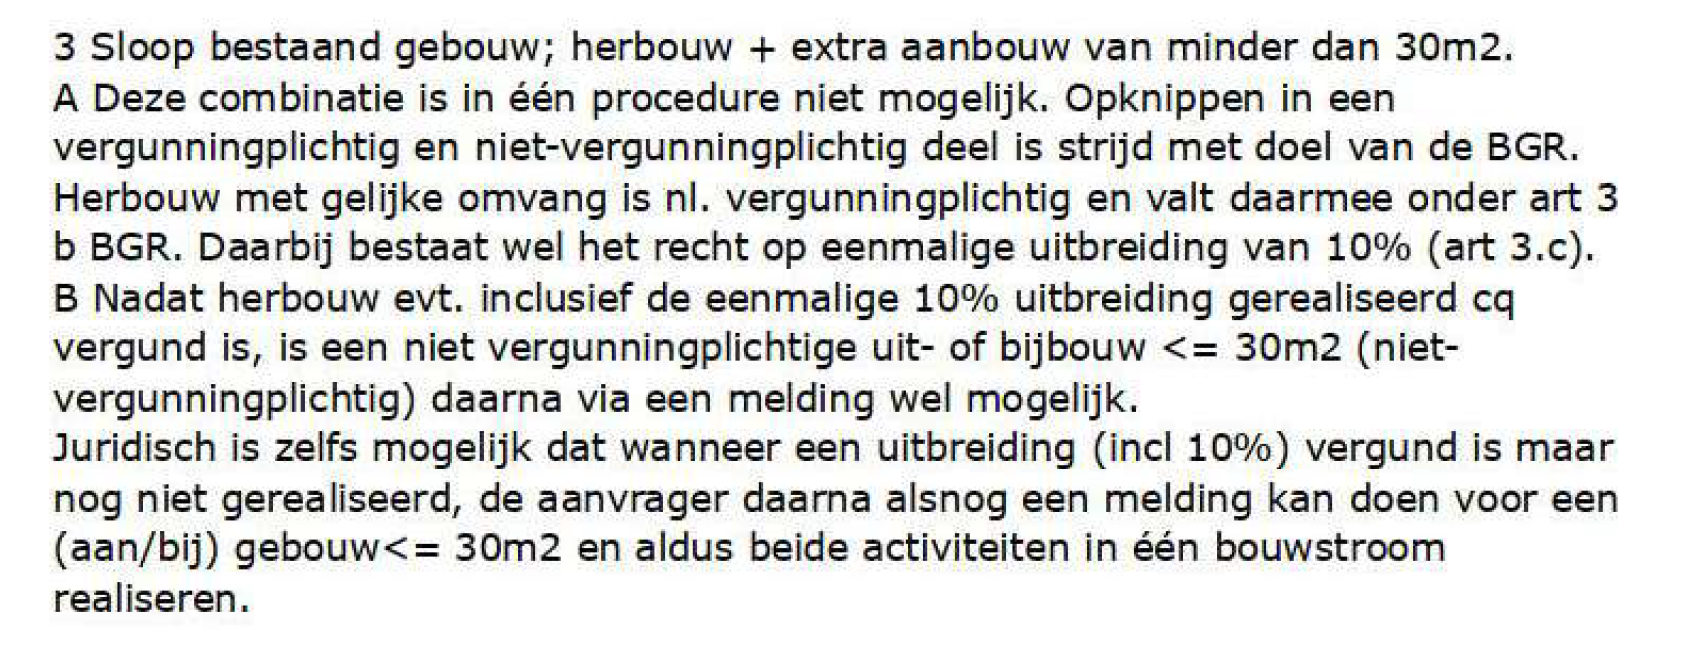 3 Sloop bestaand gebouw; herbouw + extra aanbouw van minder dan 30m2.
A Deze combinatie is in één procedure niet mogelijk. Opknippen in een
vergunningplichtig en niet-vergunningplichtig deel is strijd met doel van de BGR.
Herbouw met gelijke omvang is nl. vergunningplichtig en valt daarmee onder art 3
b BGR. Daarbij bestaat wel het recht op eenmalige uitbreiding van 10% (art 3.c).
B Nadat herbouw evt. inclusief de eenmalige 10% uitbreiding gerealiseerd cq
vergund is, is een niet vergunningplichtige uit- of bijbouw <= 30m2 (niet-
vergunningplichtig) daarna via een melding wel mogelijk.
Juridisch is zelfs mogelijk dat wanneer een uitbreiding (incl 10%) vergund is maar
nog niet gerealiseerd, de aanvrager daarna alsnog een melding kan doen voor een
(aan/bij) gebouw<= 30m2 en aldus beide activiteiten in één bouwstroom
realiseren.